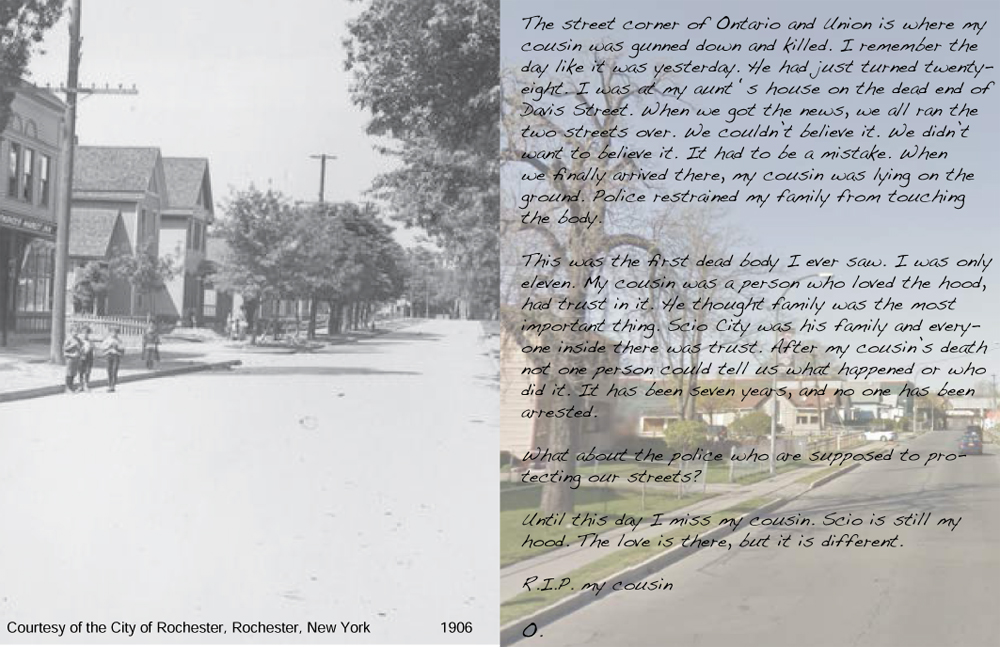 The street corner of Ontario and Union is where my
cousin was gunned down and killed. I remember the
day like it was yesterday. He had just turned twenty-
eight. I was at my aunt's house on the dead end of
Davis Street. When we got the news, we all ran the
two streets over. We couldn't believe it. We didn't
want to believe it. It had to be a mistake. When
we finally arrived there, my cousin was lying on the
ground. Police restrained my family from touching
the body.
This was the first dead body I ever saw. I was only
eleven. My cousin was a person who loved the hood,
had trust in it. He thought family was the most
important thing. Scio City was his family and every-
one inside there was trust. After my cousin's death
not one person could tell us what happened or who
did it. It has been seven years, and no one has been
arrested.
What about the police who are supposed to pro-
tecting our streets?
Until this day I miss my cousin. Scio is still my
hood. The love is there, but it is different.
R.I.P. my cousin
O.
Courtesy of the City of Rochester, Rochester, New York 1906